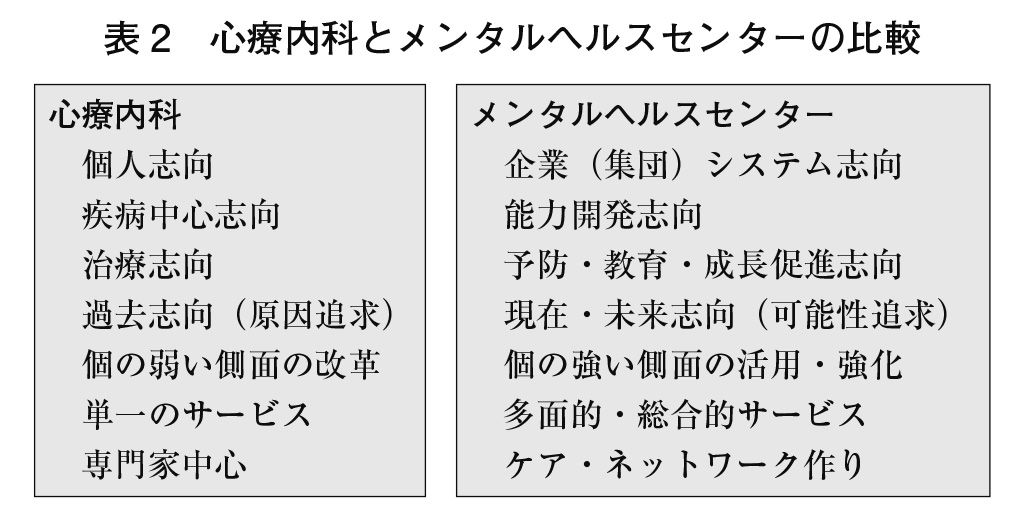 表２　心療内科とメンタルヘルスセンターの比較
心療内科
個人志向
疾病中心志向
治療志向
過去志向（原因追求）
個の弱い側面の改革
単一のサービス
専門家中心
メンタルヘルスセンター
企業（集団）システム志向
能力開発志向
予防・教育・成長促進志向
現在・未来志向（可能性追求）
個の強い側面の活用・強化
多面的・総合的サービス
ケア・ネットワーク作り